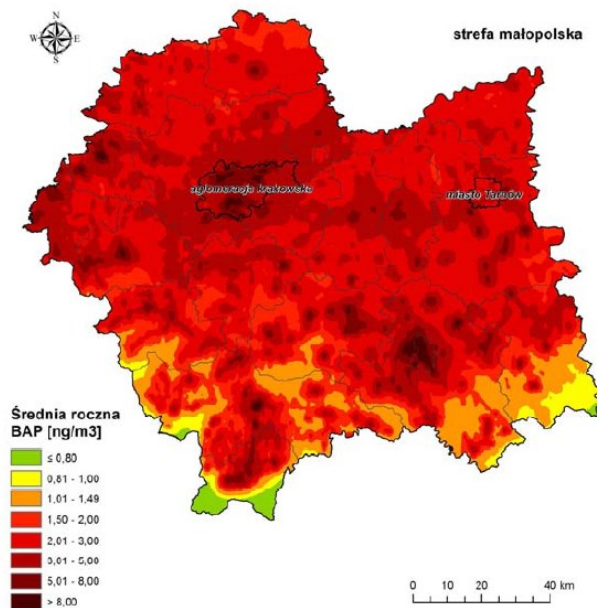 N
W E
S
strefa małopolska
aglomeracja krakowska
miasto Tarnów
Średnia roczna
BAP [ng/m3]
≤ 0,80
0,81 - 1,00
1,01 - 1,49
1,50 - 2,00
2,01 - 3,00
3,01 - 5,00
5,01 - 8,00
> 8,00
0 10 20 40 km